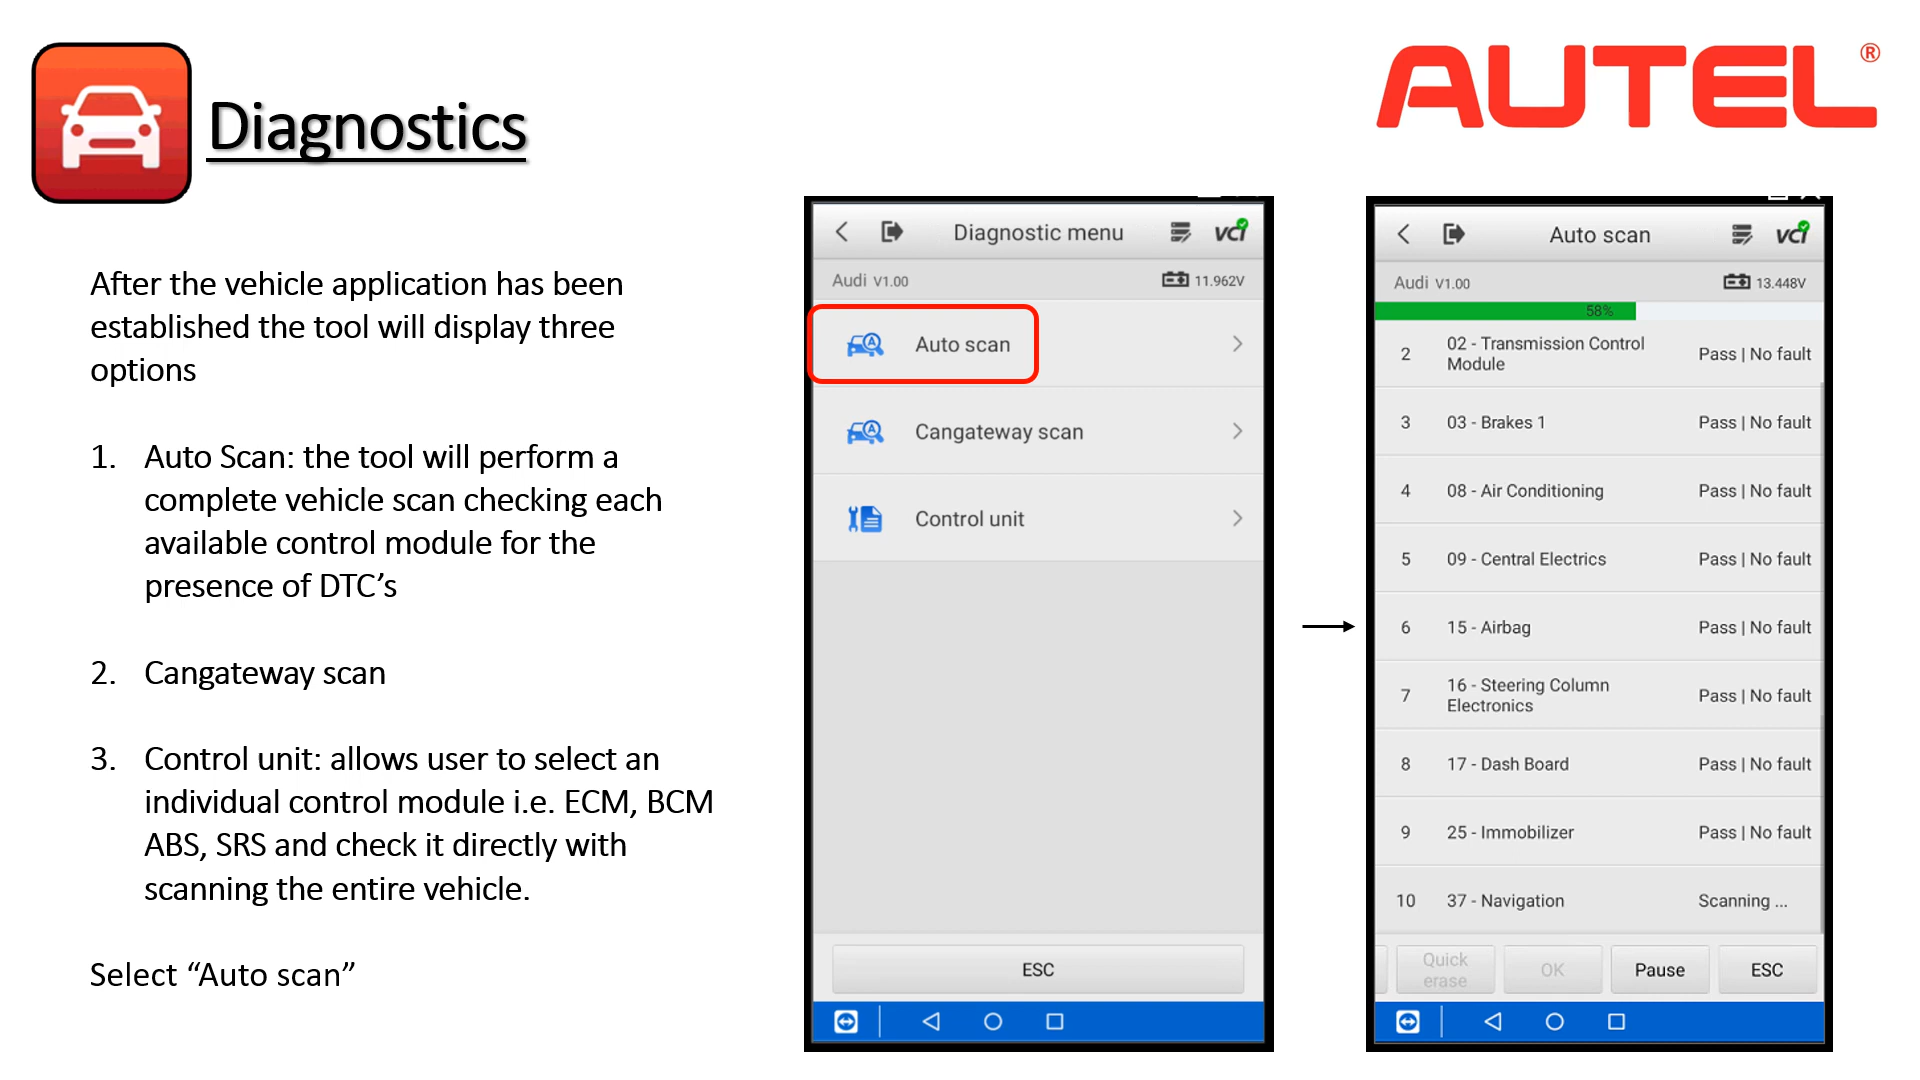 Diagnostics
AUTEL®
After the vehicle application has been
established the tool will display three
options
1. Auto Scan: the tool will perform a
complete vehicle scan checking each
available control module for the
presence of DTC’s
2. Cangateway scan
3. Control unit: allows user to select an
individual control module i.e. ECM, BCM
ABS, SRS and check it directly with
scanning the entire vehicle.
Select “Auto scan”
Diagnostic menu
VCI
Audi V1.00 11.962V
Auto scan
Cangateway scan
Control unit
ESC
Auto scan
VCI
Audi V1.00 13.448V
58%
2 02 - Transmission Control Pass | No fault
Module
3 03 - Brakes 1 Pass | No fault
4 08 - Air Conditioning Pass | No fault
5 09 - Central Electrics Pass | No fault
6 15 - Airbag Pass | No fault
7 16 - Steering Column Pass | No fault
Electronics
8 17 - Dash Board Pass | No fault
9 25 - Immobilizer Pass | No fault
10 37 - Navigation Scanning ...
Quick
erase
OK
Pause
ESC